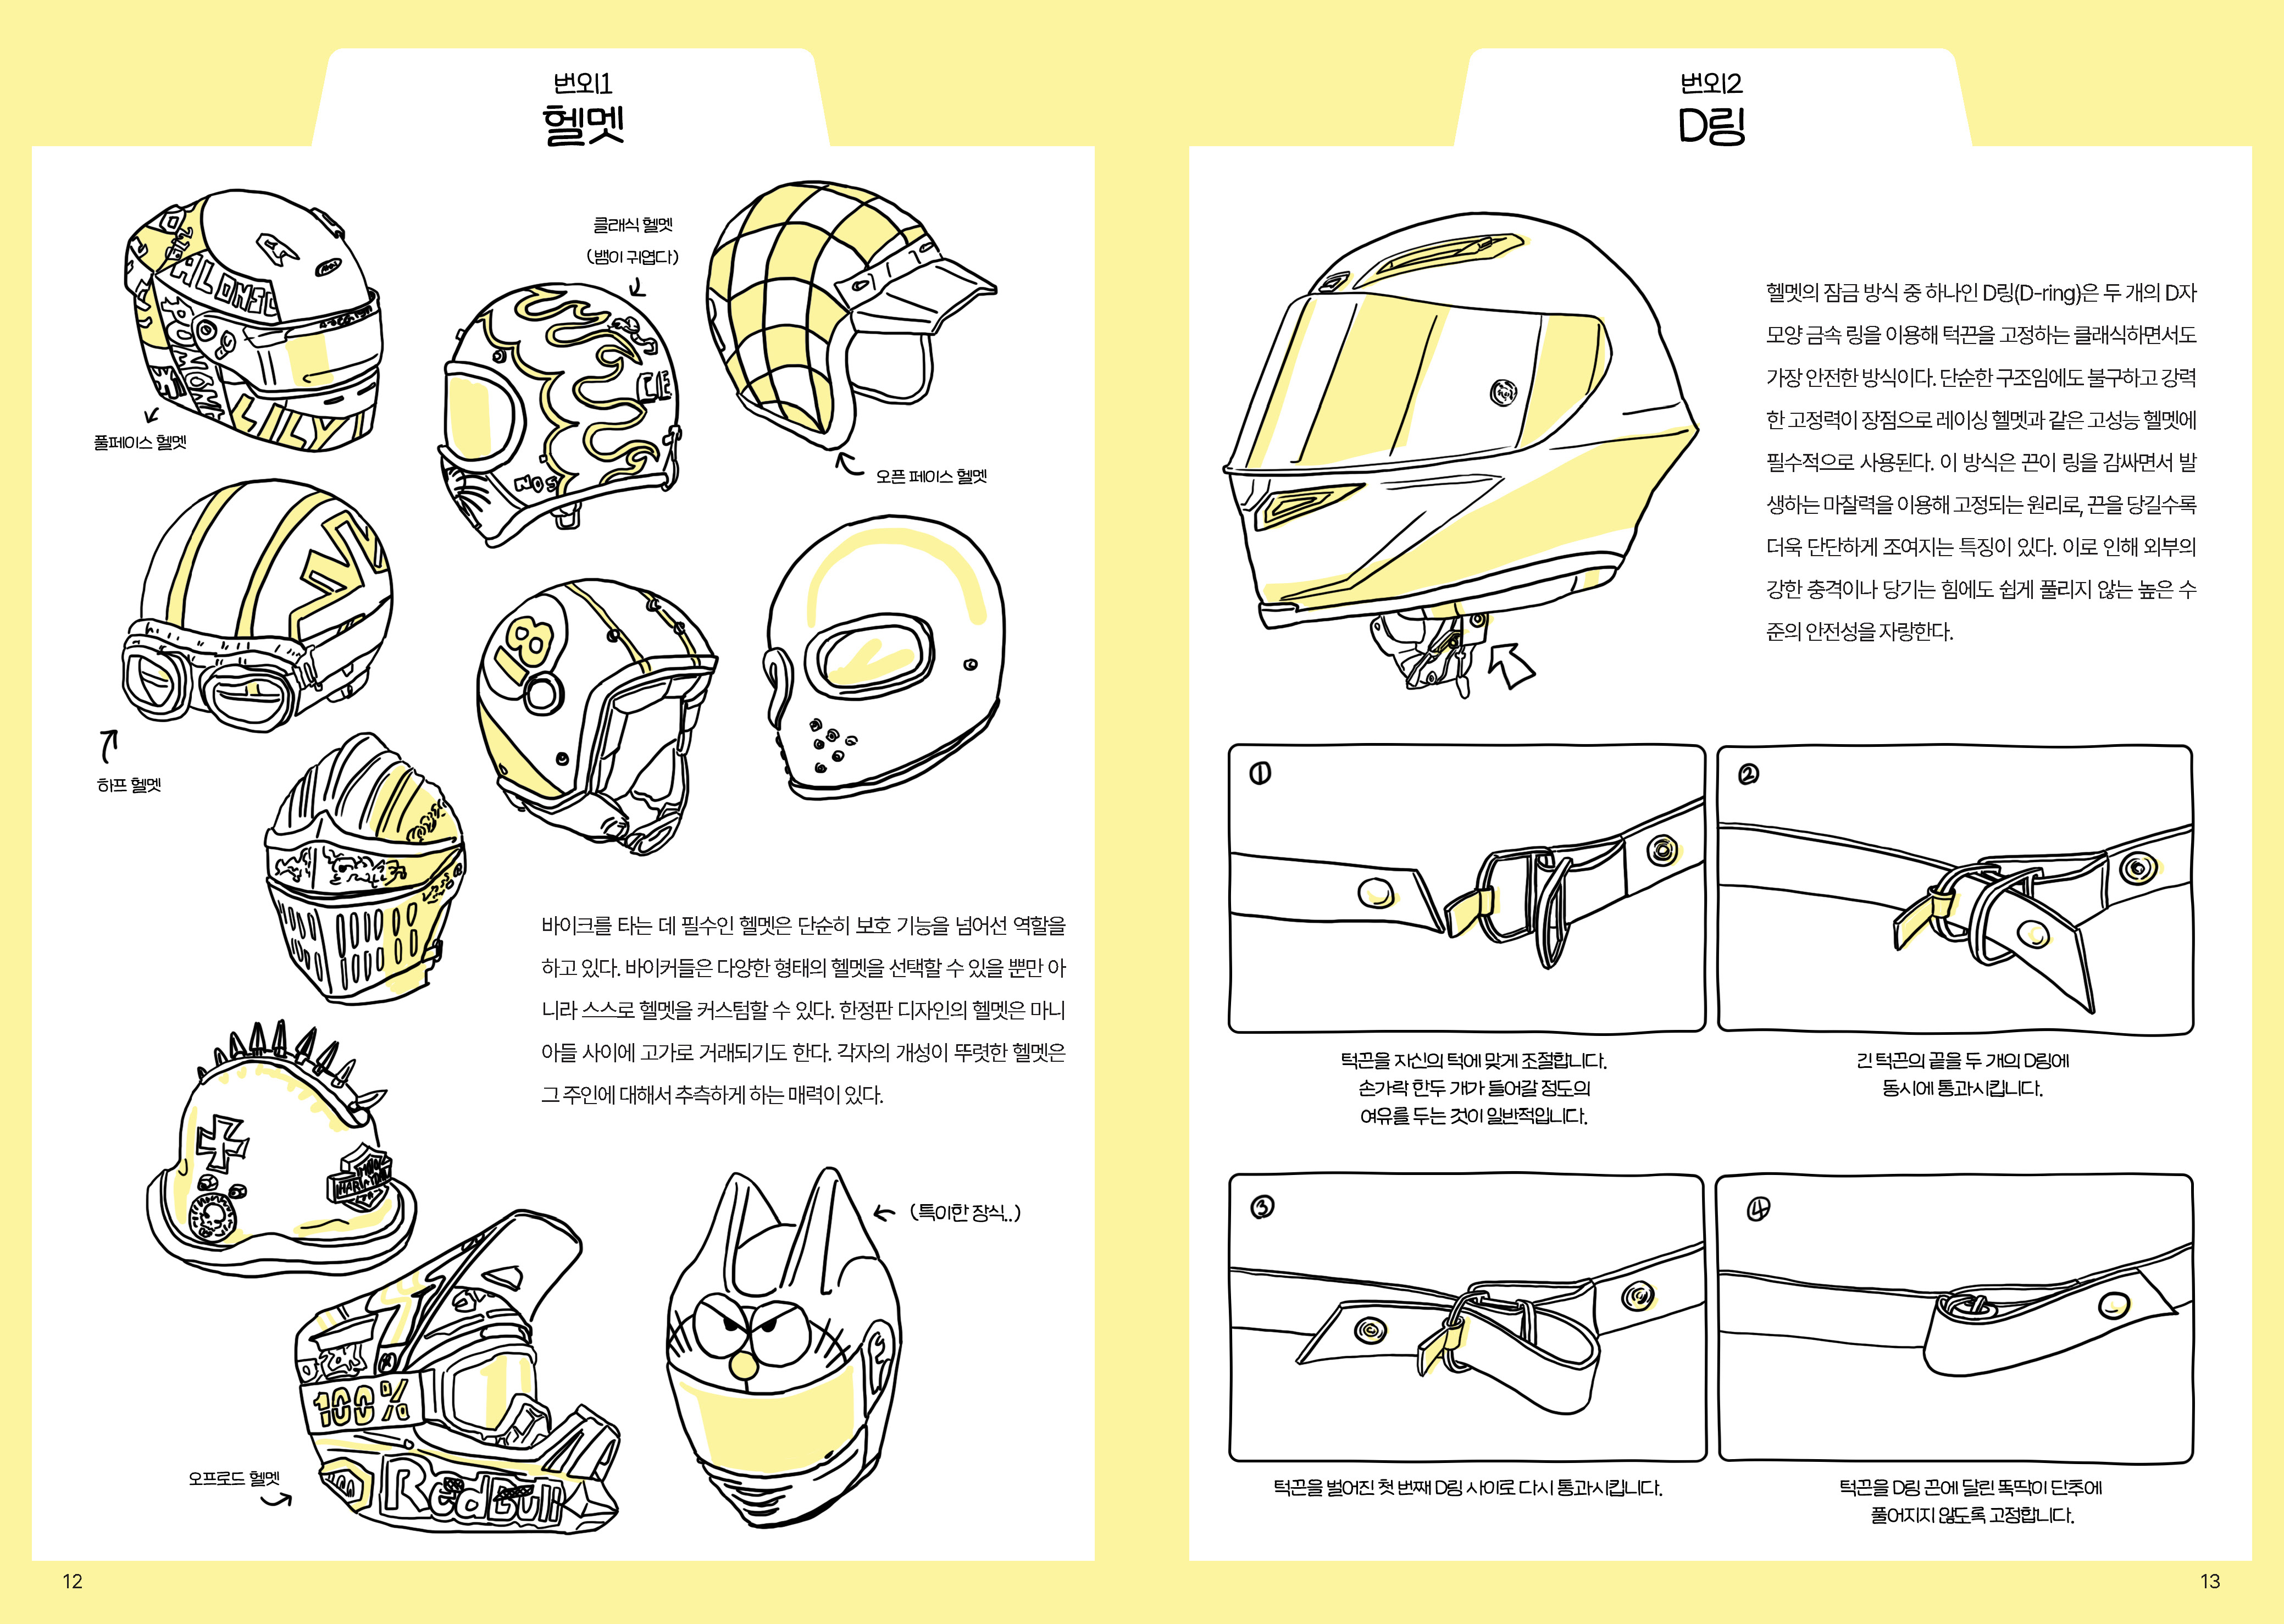 번외1
헬멧
클래식 헬멧
(뱀이 귀엽다)
ALONSO
LILY
풀페이스 헬멧
NOS
오픈 페이스 헬멧
18
하프 헬멧
바이크를 타는 데 필수인 헬멧은 단순히 보호 기능을 넘어선 역할을
하고 있다. 바이커들은 다양한 형태의 헬멧을 선택할 수 있을 뿐만 아
니라 스스로 헬멧을 커스텀할 수 있다. 한정판 디자인의 헬멧은 마니
아들 사이에 고가로 거래되기도 한다. 각자의 개성이 뚜렷한 헬멧은
그 주인에 대해서 추측하게 하는 매력이 있다.
(특이한 장식..)
100%
RedBull
오프로드 헬멧
12
번외2
D링
헬멧의 잠금 방식 중 하나인 D링(D-ring)은 두 개의 D자
모양 금속 링을 이용해 턱끈을 고정하는 클래식하면서도
가장 안전한 방식이다. 단순한 구조임에도 불구하고 강력
한 고정력이 장점으로 레이싱 헬멧과 같은 고성능 헬멧에
필수적으로 사용된다. 이 방식은 끈이 링을 감싸면서 발
생하는 마찰력을 이용해 고정되는 원리로, 끈을 당길수록
더욱 단단하게 조여지는 특징이 있다. 이로 인해 외부의
강한 충격이나 당기는 힘에도 쉽게 풀리지 않는 높은 수
준의 안전성을 자랑한다.
①
턱끈을 자신의 턱에 맞게 조절합니다.
손가락 한두 개가 들어갈 정도의
여유를 두는 것이 일반적입니다.
②
긴 턱끈의 끝을 두 개의 D링에
동시에 통과시킵니다.
③
턱끈을 벌어진 첫 번째 D링 사이로 다시 통과시킵니다.
④
턱끈을 D링 끈에 달린 똑딱이 단추에
풀어지지 않도록 고정합니다.
13